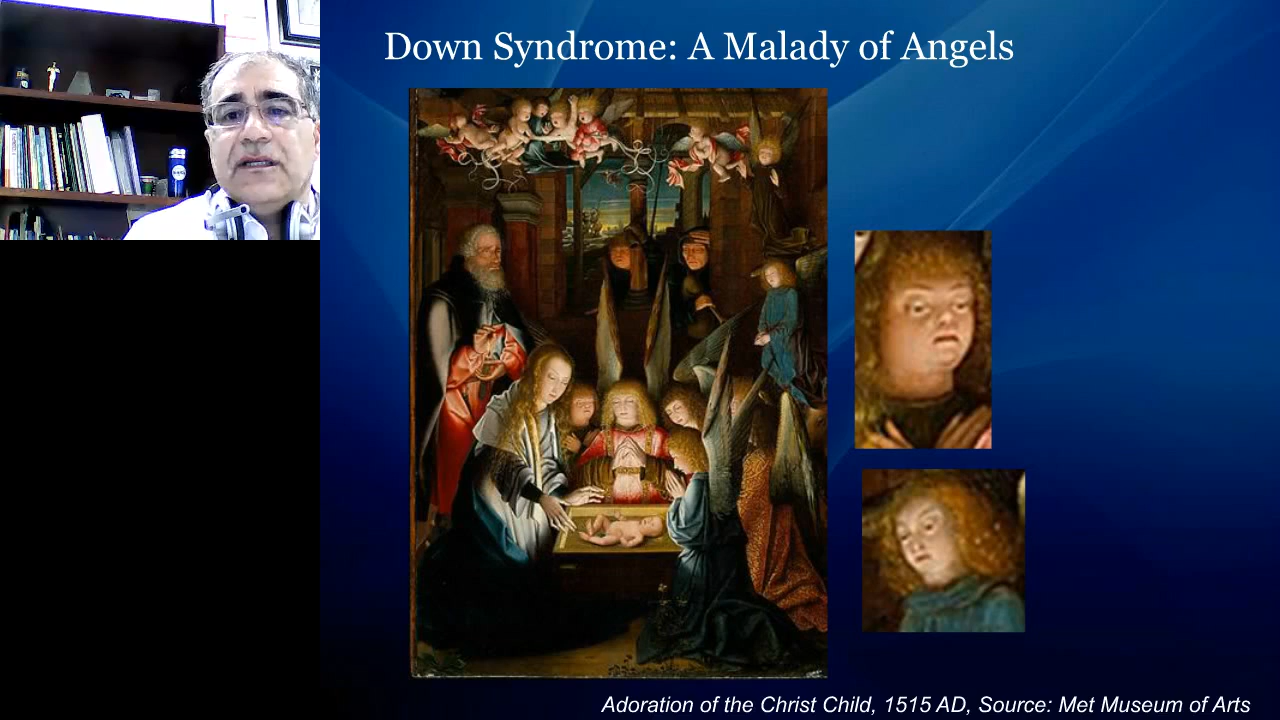 Down Syndrome: A Malady of Angels
Adoration of the Christ Child, 1515 AD, Source: Met Museum of Arts